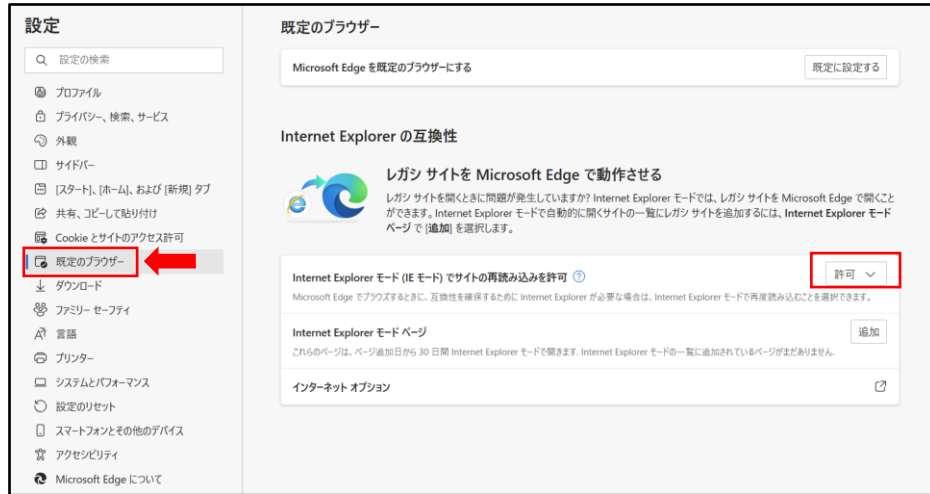 設定
設定の検索
プロファイル
プライバシー、検索、サービス
外観
サイドバー
[スタート]、[ホーム]、および [新規] タブ
共有、コピーして貼り付け
Cookie とサイトのアクセス許可
既定のブラウザー
ダウンロード
ファミリー セーフティ
言語
プリンター
システムとパフォーマンス
設定のリセット
スマートフォンとその他のデバイス
アクセシビリティ
Microsoft Edge について
既定のブラウザー
Microsoft Edge を既定のブラウザーにする
既定に設定する
Internet Explorer の互換性
レガシ サイトを Microsoft Edge で動作させる
レガシ サイトを開くときに問題が発生していますか? Internet Explorer モードでは、レガシ サイトを Microsoft Edge で開くこと
ができます。Internet Explorer モードで自動的に開くサイトの一覧にレガシ サイトを追加するには、Internet Explorer モード
ページ で [追加] を選択します。
Internet Explorer モード (IE モード) でサイトの再読み込みを許可
許可
Microsoft Edge でブラウズするときに、互換性を確保するために Internet Explorer が必要な場合は、Internet Explorer モードで再度読み込むことを選択できます。
Internet Explorer モード ページ
追加
これらのページは、ページ追加日から 30 日間 Internet Explorer モードで開きます. Internet Explorer モードの一覧に追加されているページがまだありません.
インターネット オプション